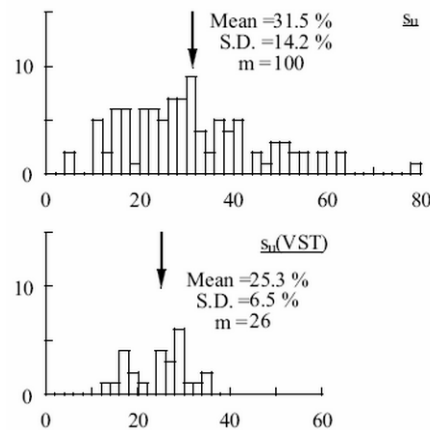 Mean =31.5 %
su
S.D. =14.2 %
m =100
10
0
0 20 40 60 80
su(VST)
Mean =25.3 %
S.D. =6.5 %
m =26
10
0
0 20 40 60